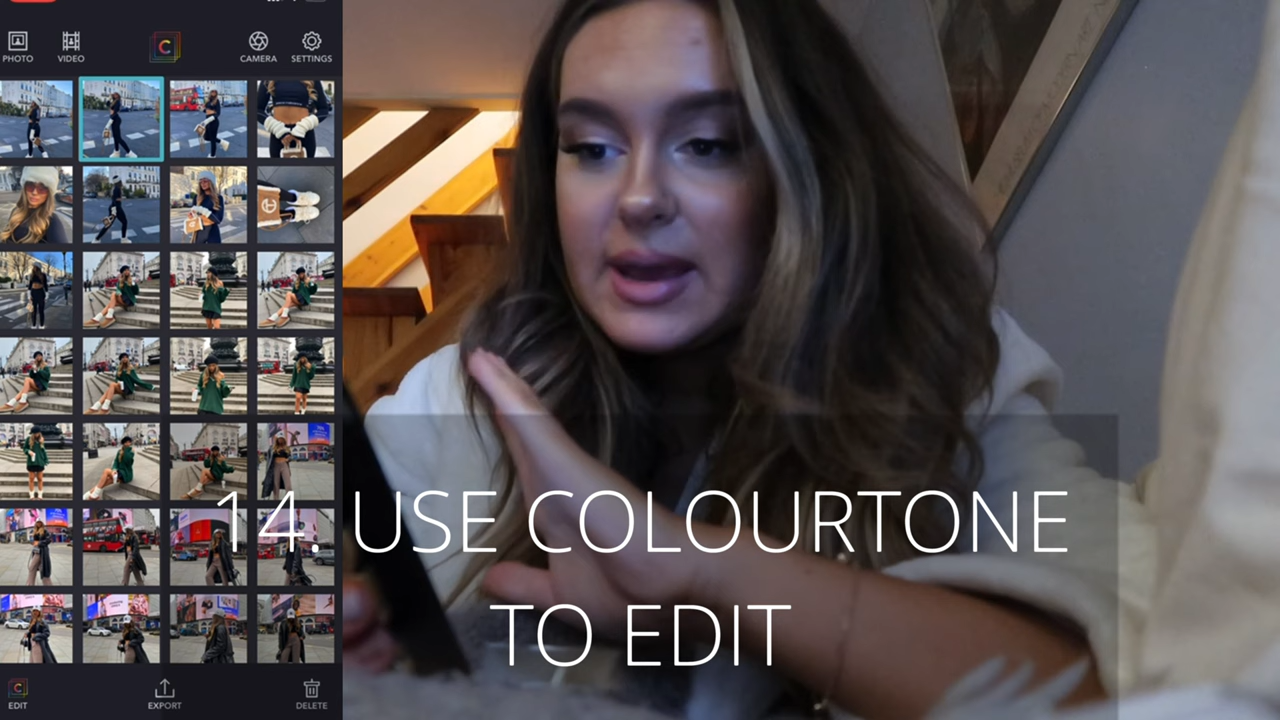 PHOTO
VIDEO
C
CAMERA
SETTINGS
14. USE COLOURTONE
TO EDIT
EDIT
EXPORT
DELETE